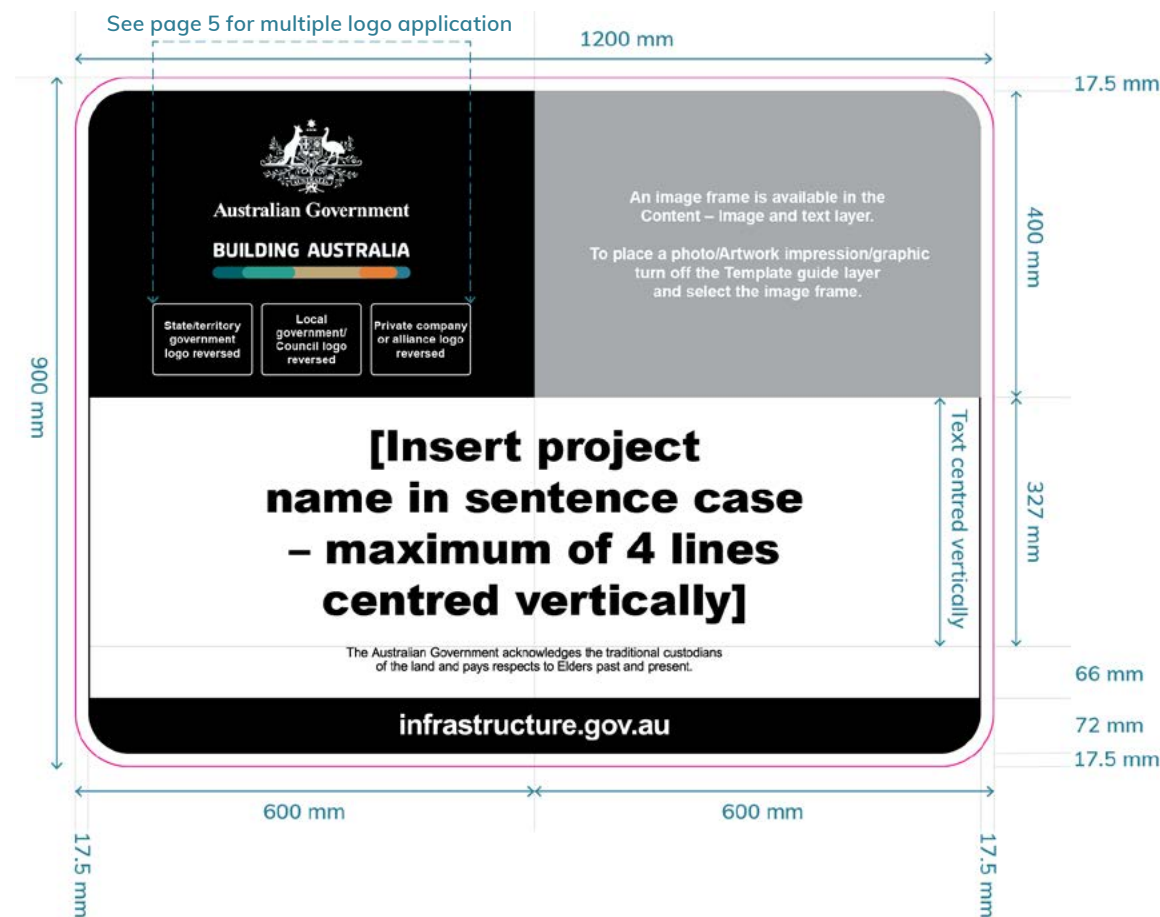 See page 5 for multiple logo application
1200 mm
17.5 mm
Australian Government
BUILDING AUSTRALIA
State/territory
government
logo reversed
Local
government/
Council logo
reversed
Private company
or alliance logo
reversed
An image frame is available in the
Content – Image and text layer.
To place a photo/Artwork impression/graphic
turn off the Template guide layer
and select the image frame.
400 mm
900 mm
[Insert project
name in sentence case
– maximum of 4 lines
centred vertically]
Text centred vertically
327 mm
The Australian Government acknowledges the traditional custodians
of the land and pays respects to Elders past and present.
66 mm
infrastructure.gov.au
72 mm
17.5 mm
600 mm
600 mm
17.5 mm
17.5 mm